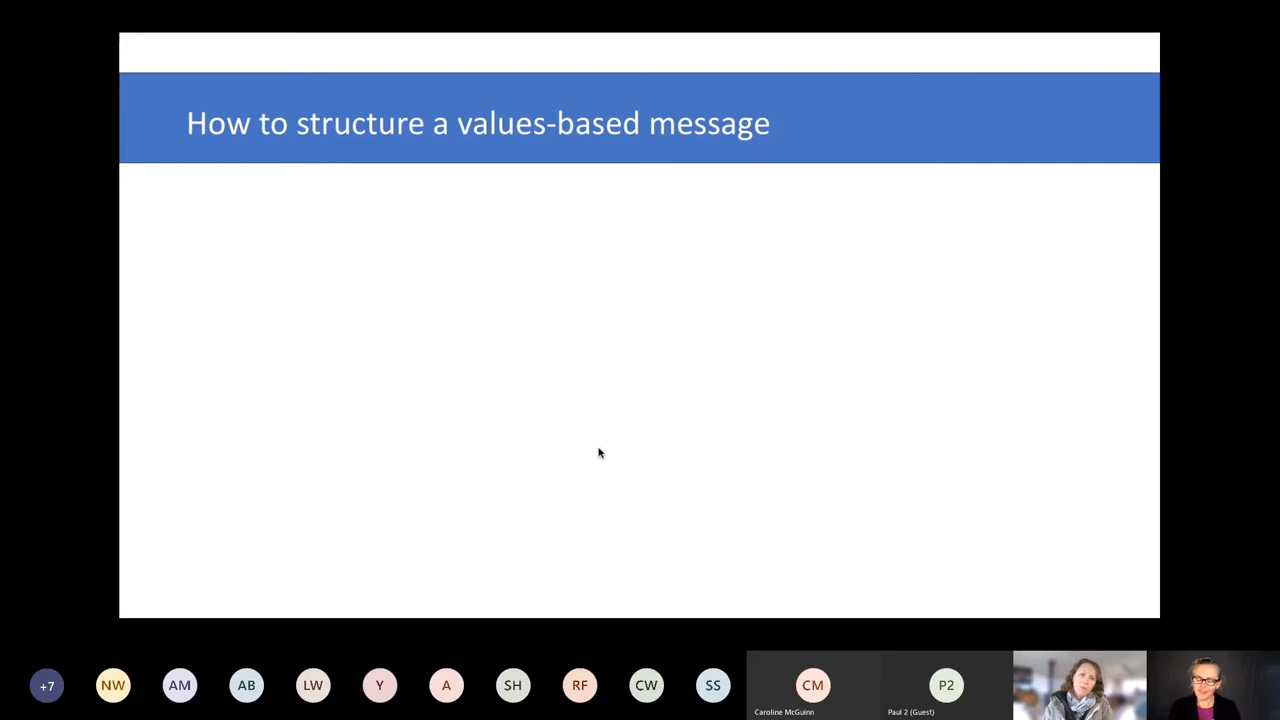 How to structure a values-based message
+7
NW
AM
AB
LW
Y
A
SH
RF
CW
SS
CM
P2
Caroline McGuinn
Paul 2 (Guest)